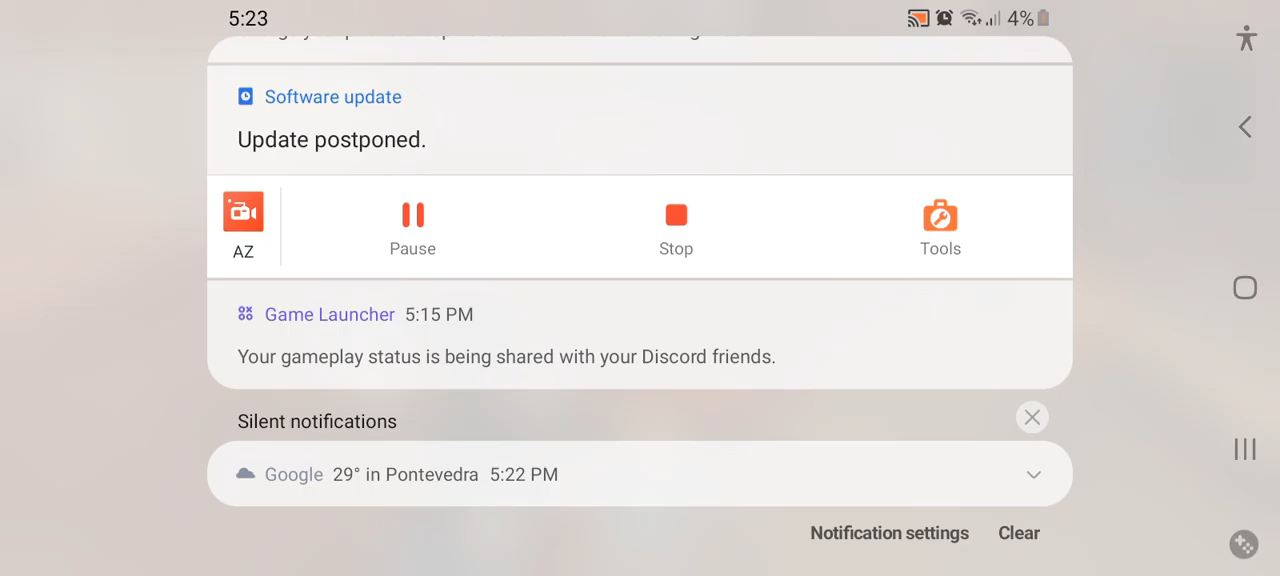 5:23
4%
Software update
Update postponed.
AZ
Pause
Stop
Tools
Game Launcher 5:15 PM
Your gameplay status is being shared with your Discord friends.
Silent notifications
Google 29° in Pontevedra 5:22 PM
Notification settings
Clear